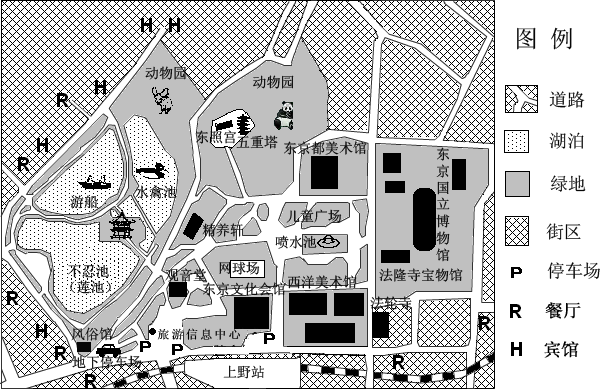 H H
动物园
动物园
H
R
东照宫
五重塔
H
R
东京都美术馆
水禽池
游船
东京国立博物馆
儿童广场
精养轩
喷水池
不忍池
（莲池）
观音堂
网球场
法隆寺宝物馆
东京文化会馆
西洋美术馆
R
法轮寺
H
风俗馆
旅游信息中心
P
P
P
R
地下停车场
R
R
R
上野站
图 例
道路
湖泊
绿地
街区
P 停车场
R 餐厅
H 宾馆